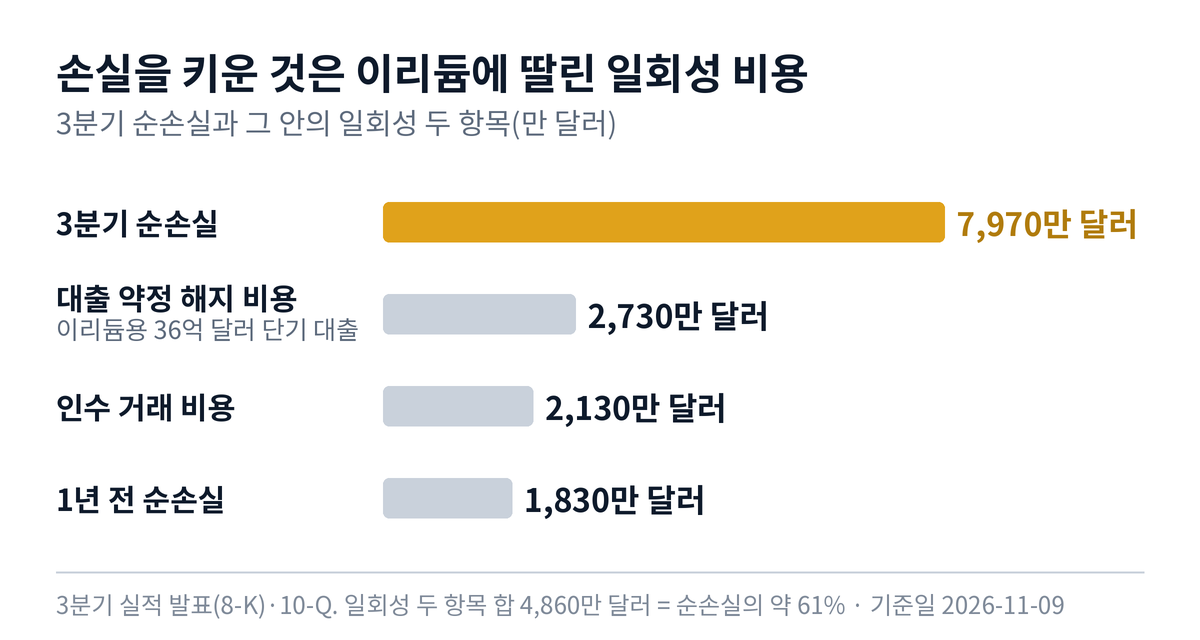 손실을 키운 것은 이리듐에 딸린 일회성 비용
3분기 순손실과 그 안의 일회성 두 항목(만 달러)
3분기 순손실
7,970만 달러
대출 약정 해지 비용
이리듐용 36억 달러 단기 대출
2,730만 달러
인수 거래 비용
2,130만 달러
1년 전 순손실
1,830만 달러
3분기 실적 발표(8-K)·10-Q. 일회성 두 항목 합 4,860만 달러 = 순손실의 약 61% · 기준일 2026-11-09